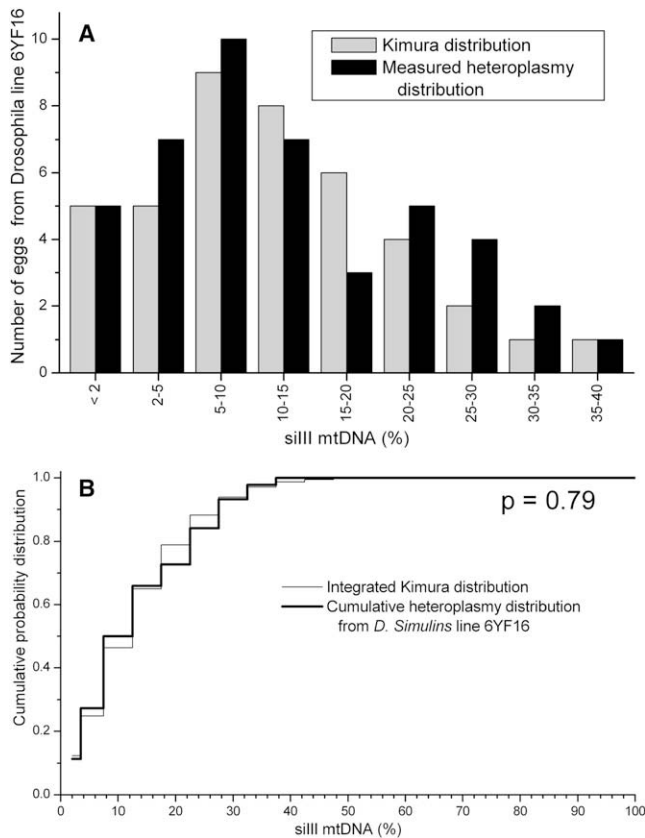 A
Kimura distribution
Measured heteroplasmy
distribution
Number of eggs from Drosophila line 6YF16
10
8
6
4
2
0
< 2
2-5
5-10
10-15
15-20
20-25
25-30
30-35
35-40
siIII mtDNA (%)
B
p = 0.79
Integrated Kimura distribution
Cumulative heteroplasmy distribution
from D. Simulins line 6YF16
Cumulative probability distribution
1.0
0.8
0.6
0.4
0.2
0.0
0 10 20 30 40 50 60 70 80 90 100
siIII mtDNA (%)